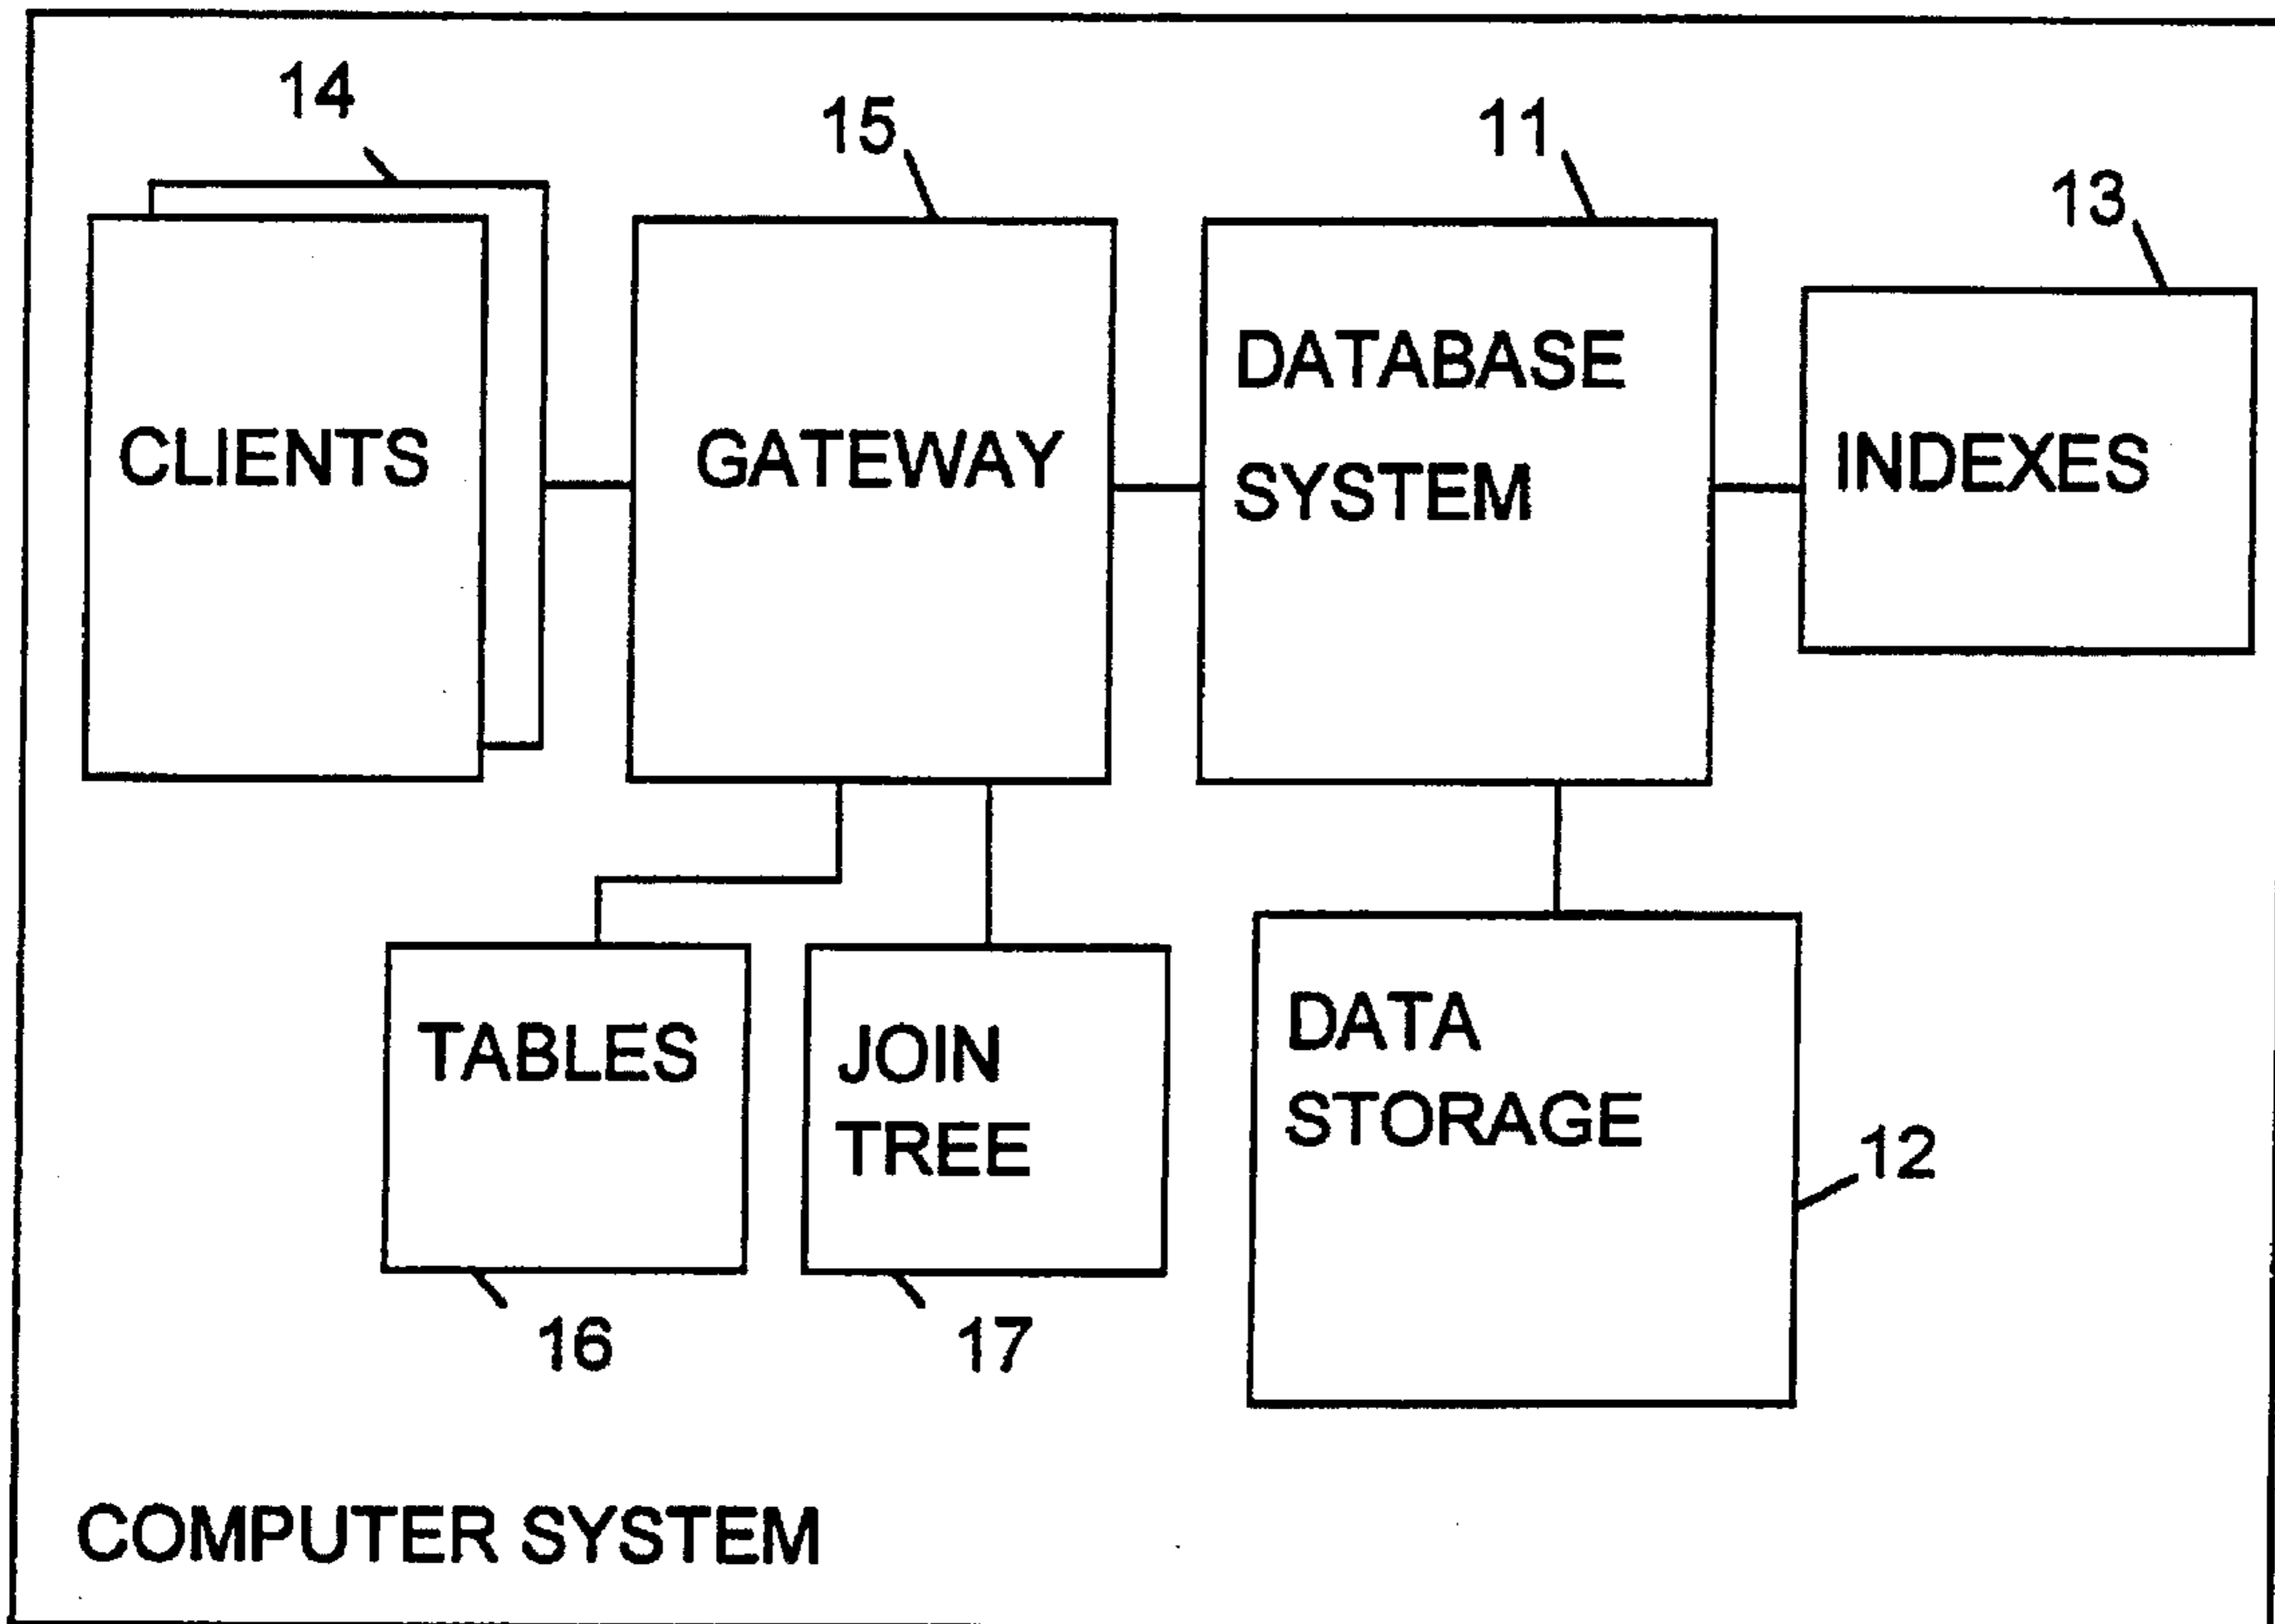 14
15
11
13
CLIENTS
GATEWAY
DATABASE
SYSTEM
INDEXES
TABLES
JOIN
TREE
DATA
STORAGE
12
16
17
COMPUTER SYSTEM